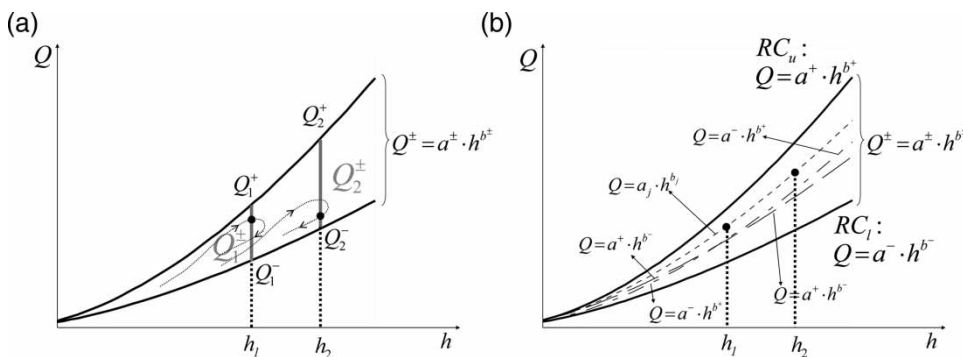 (a)
Q
Q₂⁺
Q₁⁺
Q^± = a^± · h^{b^±}
Q₂^±
Q₁^±
Q₂⁻
Q₁⁻
h₁
h₂
h
(b)
RC_u :
Q = a⁺ · h^{b⁺}
Q
Q = a⁻ · h^{b⁺}
Q^± = a^± · h^{b^±}
Q = a_j · h^{b_j}
RC_l :
Q = a⁻ · h^{b⁻}
Q = a⁺ · h^{b⁻}
Q = a⁺ · h^{b⁻}
Q = a⁻ · h^{b⁺}
h₁
h₂
h